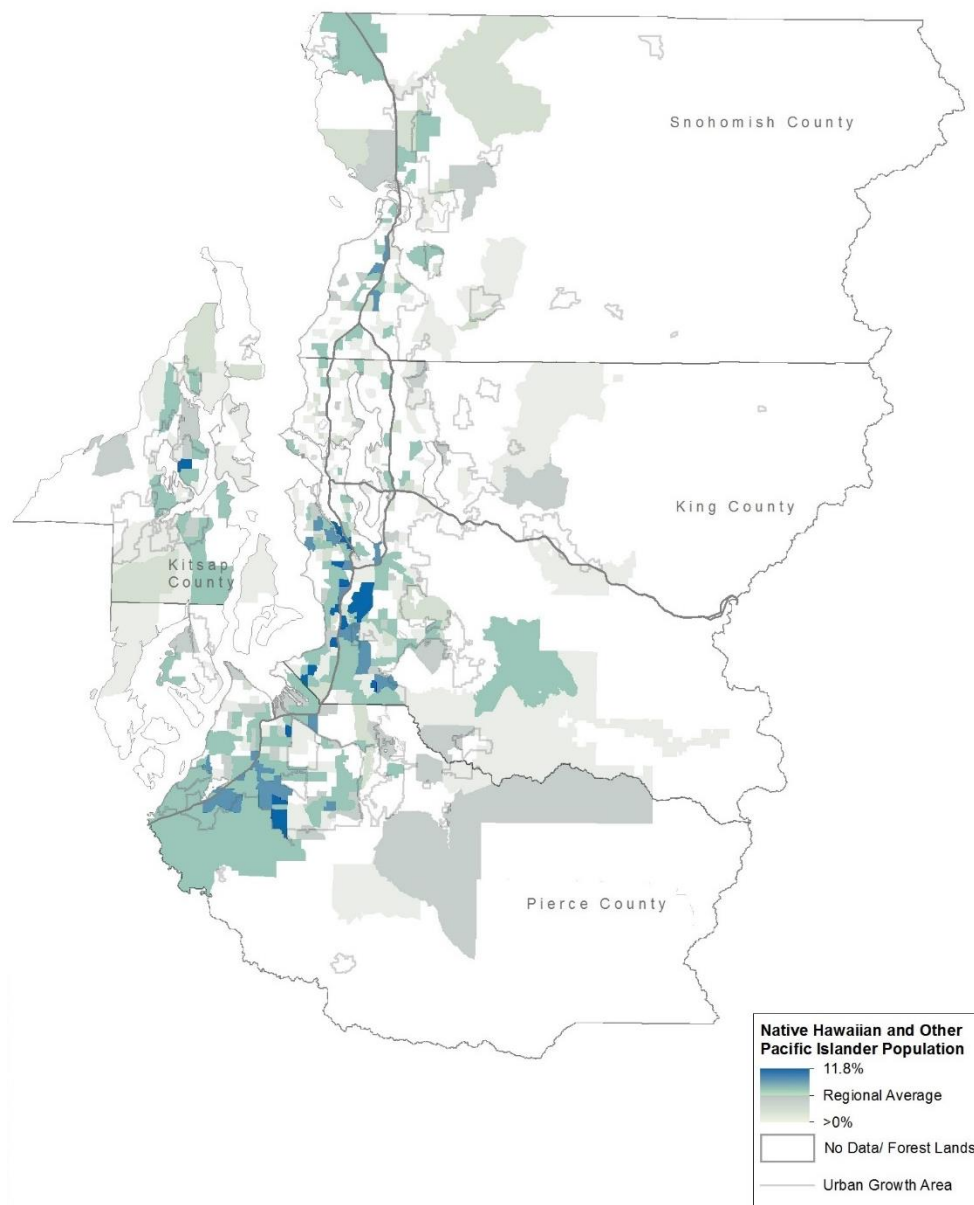 Snohomish County
King County
Kitsap
County
Pierce County
Native Hawaiian and Other
Pacific Islander Population
11.8%
Regional Average
>0%
No Data/ Forest Lands
Urban Growth Area